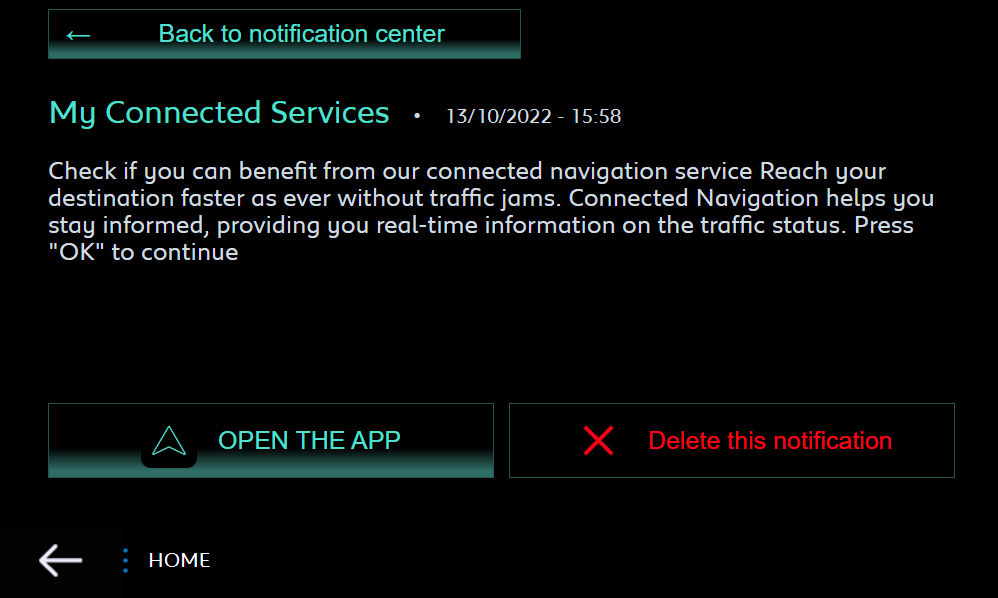 ← Back to notification center
My Connected Services • 13/10/2022 - 15:58
Check if you can benefit from our connected navigation service Reach your
destination faster as ever without traffic jams. Connected Navigation helps you
stay informed, providing you real-time information on the traffic status. Press
"OK" to continue
OPEN THE APP
Delete this notification
HOME